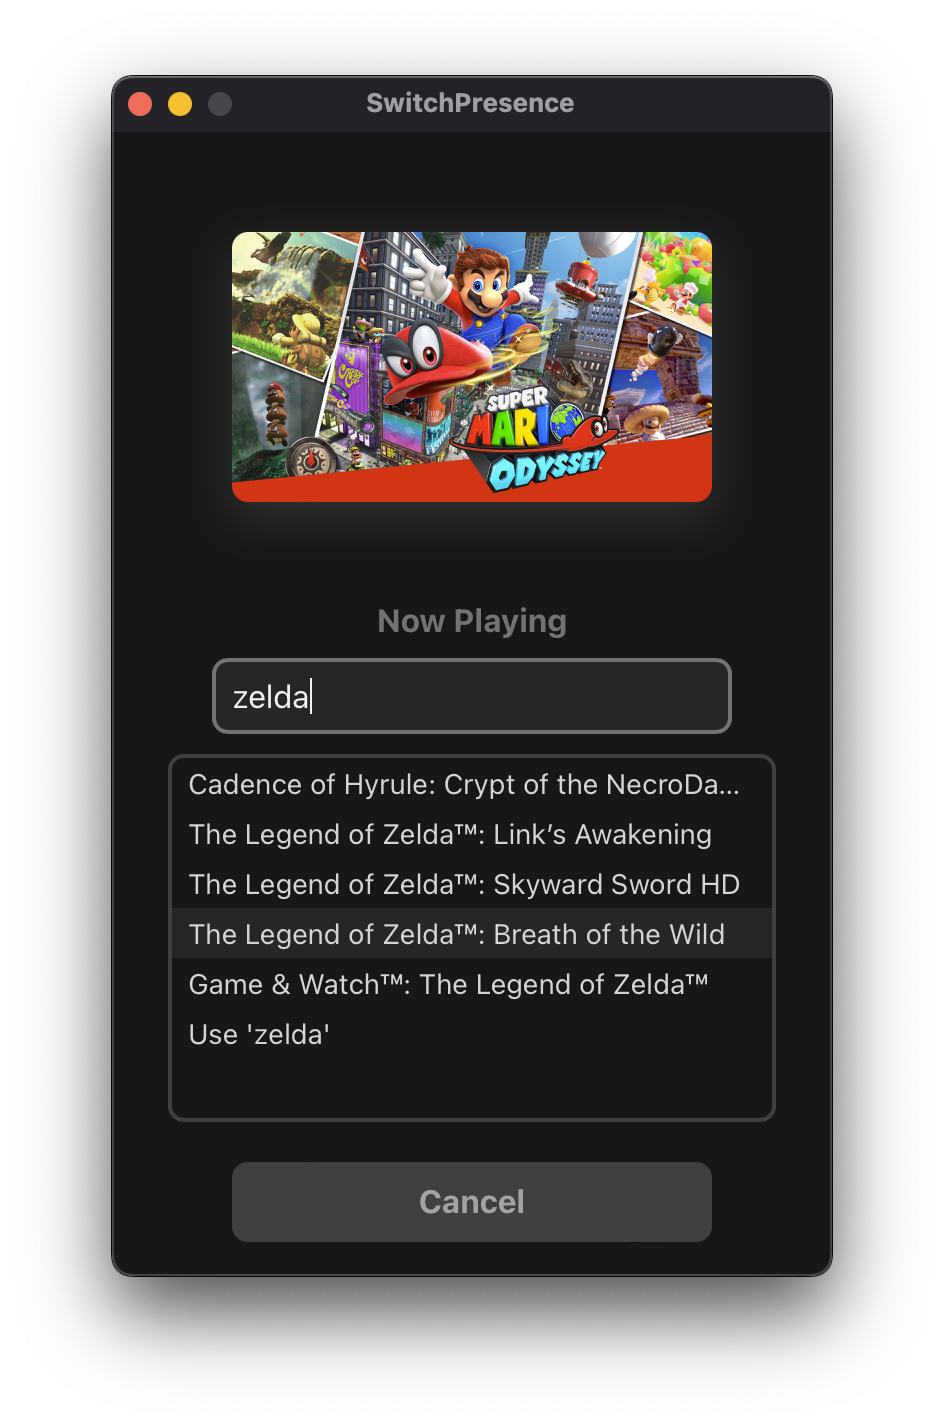 SwitchPresence
Crazy Cap
SUPER
MARIO
ODYSSEY
Now Playing
zelda
Cadence of Hyrule: Crypt of the NecroDa...
The Legend of Zelda™: Link’s Awakening
The Legend of Zelda™: Skyward Sword HD
The Legend of Zelda™: Breath of the Wild
Game & Watch™: The Legend of Zelda™
Use 'zelda'
Cancel